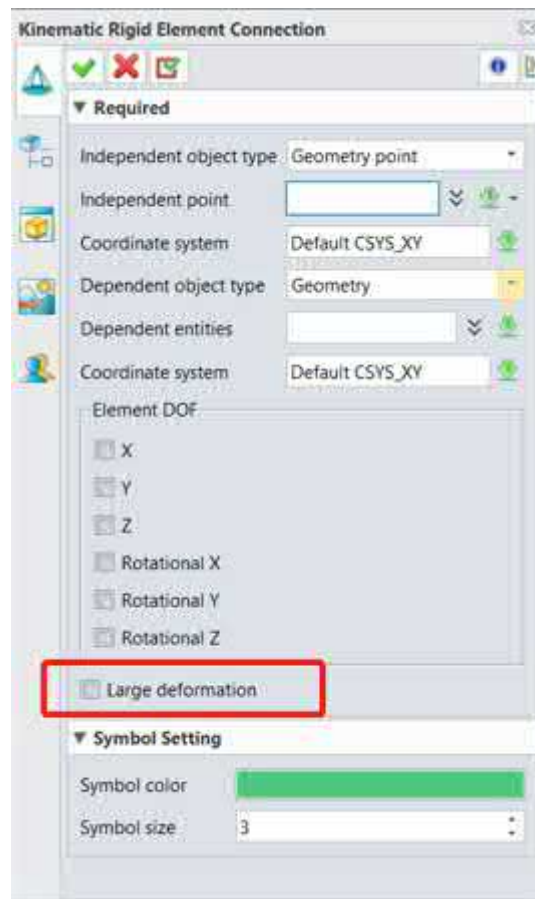 Kinematic Rigid Element Connection
Required
Independent object type Geometry point
Independent point
Coordinate system Default CSYS_XY
Dependent object type Geometry
Dependent entities
Coordinate system Default CSYS_XY
Element DOF
X
Y
Z
Rotational X
Rotational Y
Rotational Z
Large deformation
Symbol Setting
Symbol color
Symbol size 3